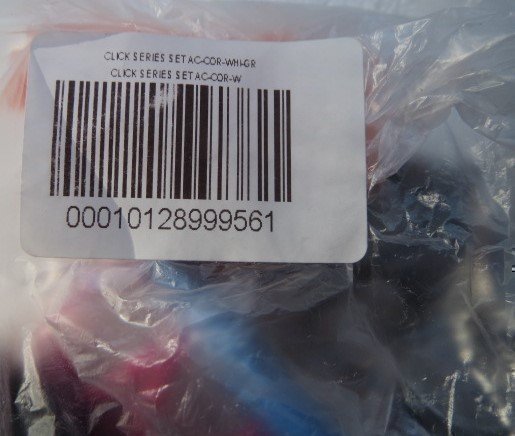 CLICK SERIES SET AC-COR-WHI-GR
CLICK SERIES SET AC-COR-W
00010128999561